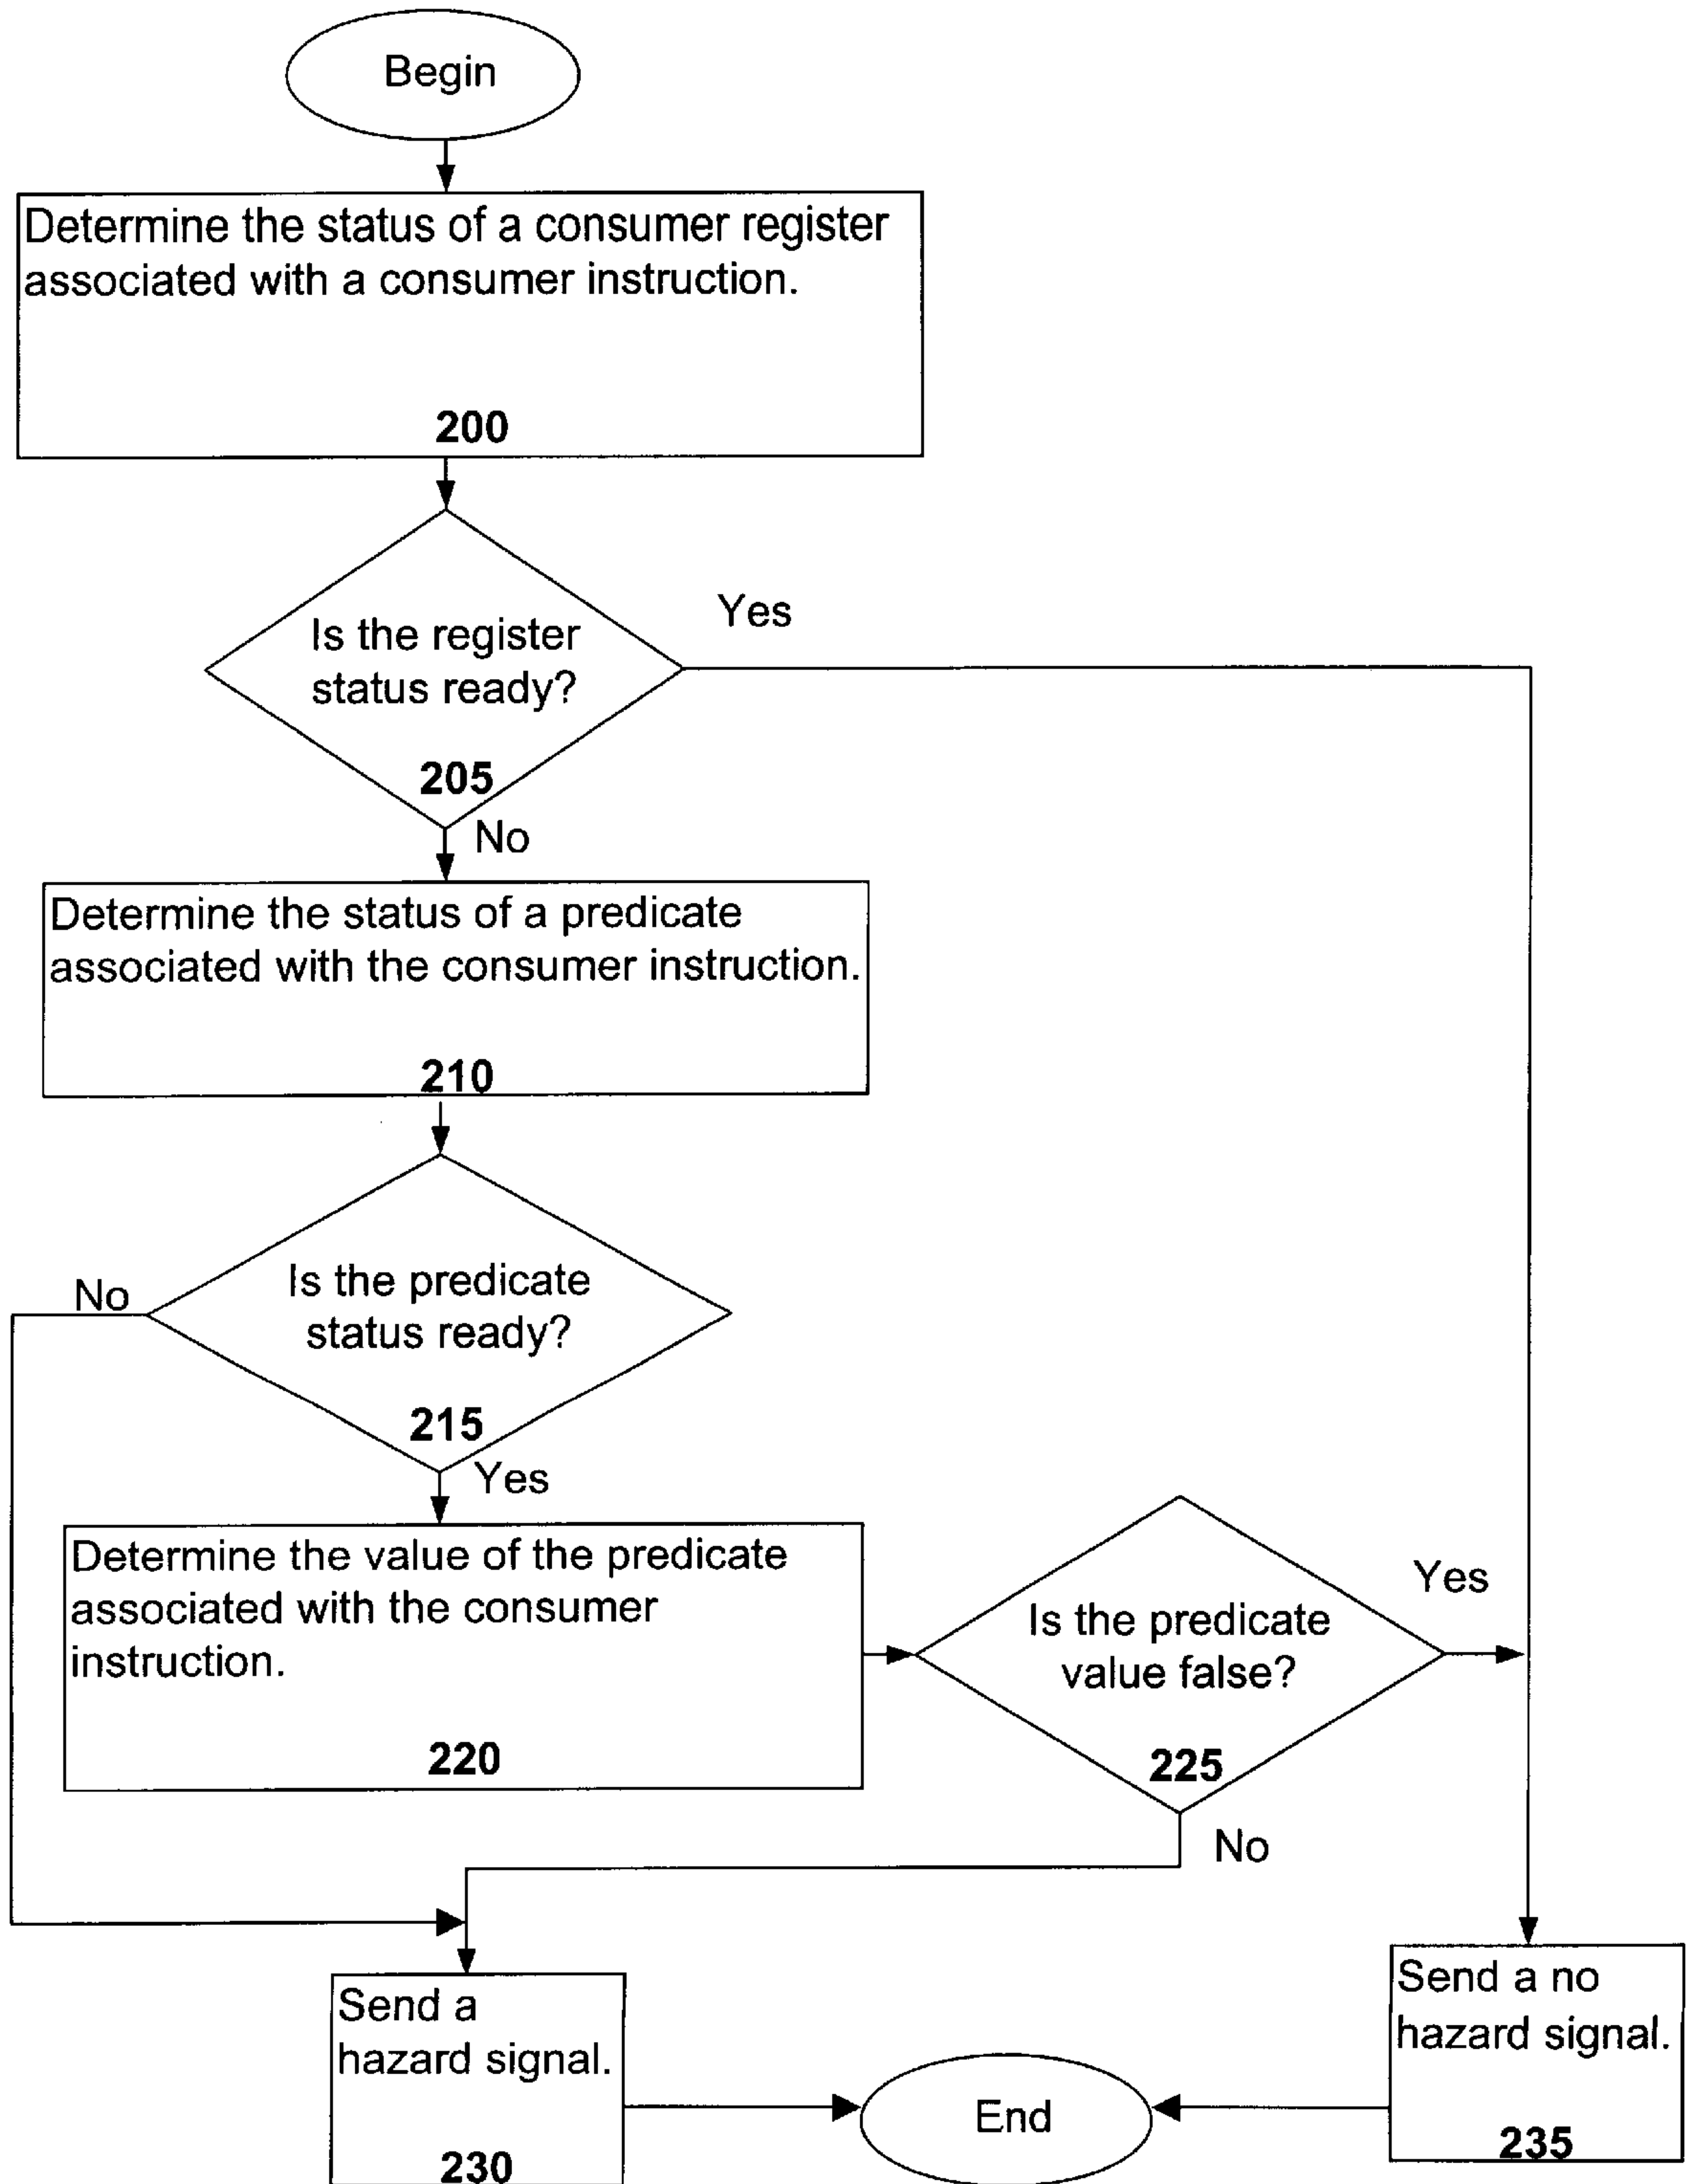 Begin
Determine the status of a consumer register
associated with a consumer instruction.
200
Is the register
status ready?
205
Yes
No
Determine the status of a predicate
associated with the consumer instruction.
210
Is the predicate
status ready?
215
No
Yes
Determine the value of the predicate
associated with the consumer
instruction.
220
Is the predicate
value false?
225
Yes
No
Send a
hazard signal.
230
End
Send a no
hazard signal.
235